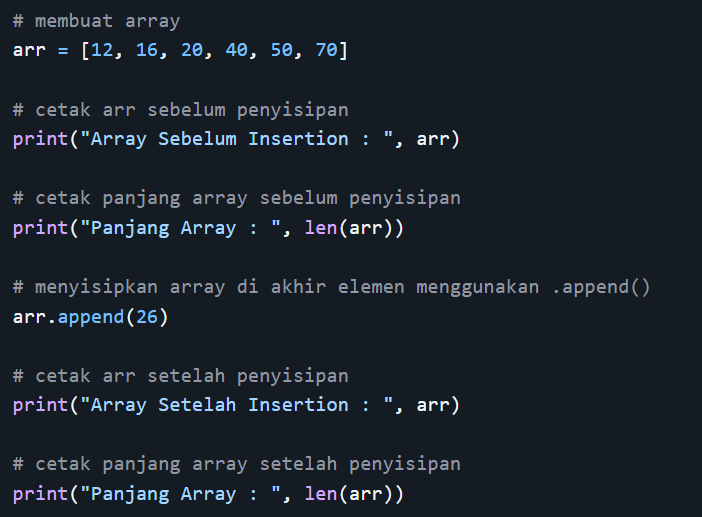 # membuat array
arr = [12, 16, 20, 40, 50, 70]
# cetak arr sebelum penyisipan
print("Array Sebelum Insertion : ", arr)
# cetak panjang array sebelum penyisipan
print("Panjang Array : ", len(arr))
# menyisipkan array di akhir elemen menggunakan .append()
arr.append(26)
# cetak arr setelah penyisipan
print("Array Setelah Insertion : ", arr)
# cetak panjang array setelah penyisipan
print("Panjang Array : ", len(arr))